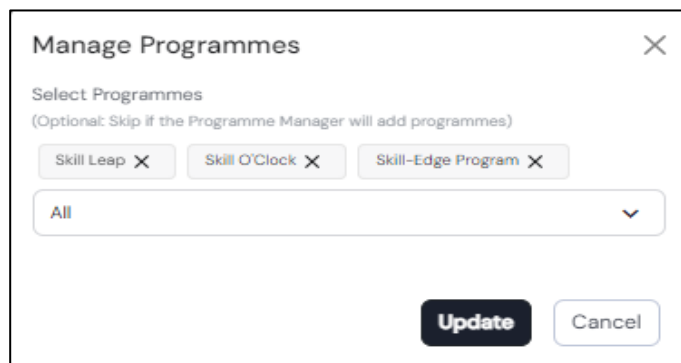 Manage Programmes
Select Programmes
(Optional: Skip if the Programme Manager will add programmes)
Skill Leap Skill O'Clock Skill-Edge Program
All
Update Cancel